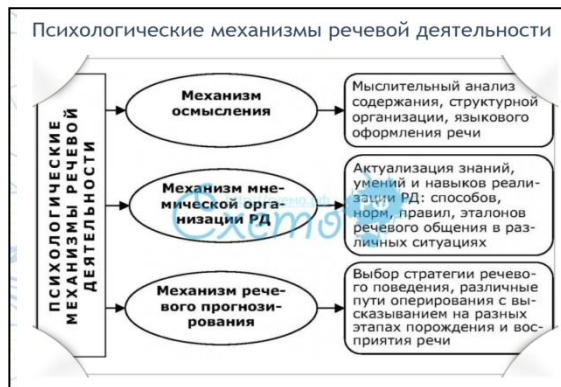 Психологические механизмы речевой деятельности
ПСИХОЛОГИЧЕСКИЕ
МЕХАНИЗМЫ РЕЧЕВОЙ
ДЕЯТЕЛЬНОСТИ
Механизм
осмысления
Мыслительный анализ
содержания, структурной
организации, языкового
оформления речи
Механизм мне-
мической орга-
низации РД
Актуализация знаний,
умений и навыков реали-
зации РД: способов,
норм, правил, эталонов
речевого общения в раз-
личных ситуациях
Механизм рече-
вого прогнози-
рования
Выбор стратегии речево-
го поведения, различные
пути оперирования с вы-
сказыванием на разных
этапах порождения и вос-
приятия речи
Схемо